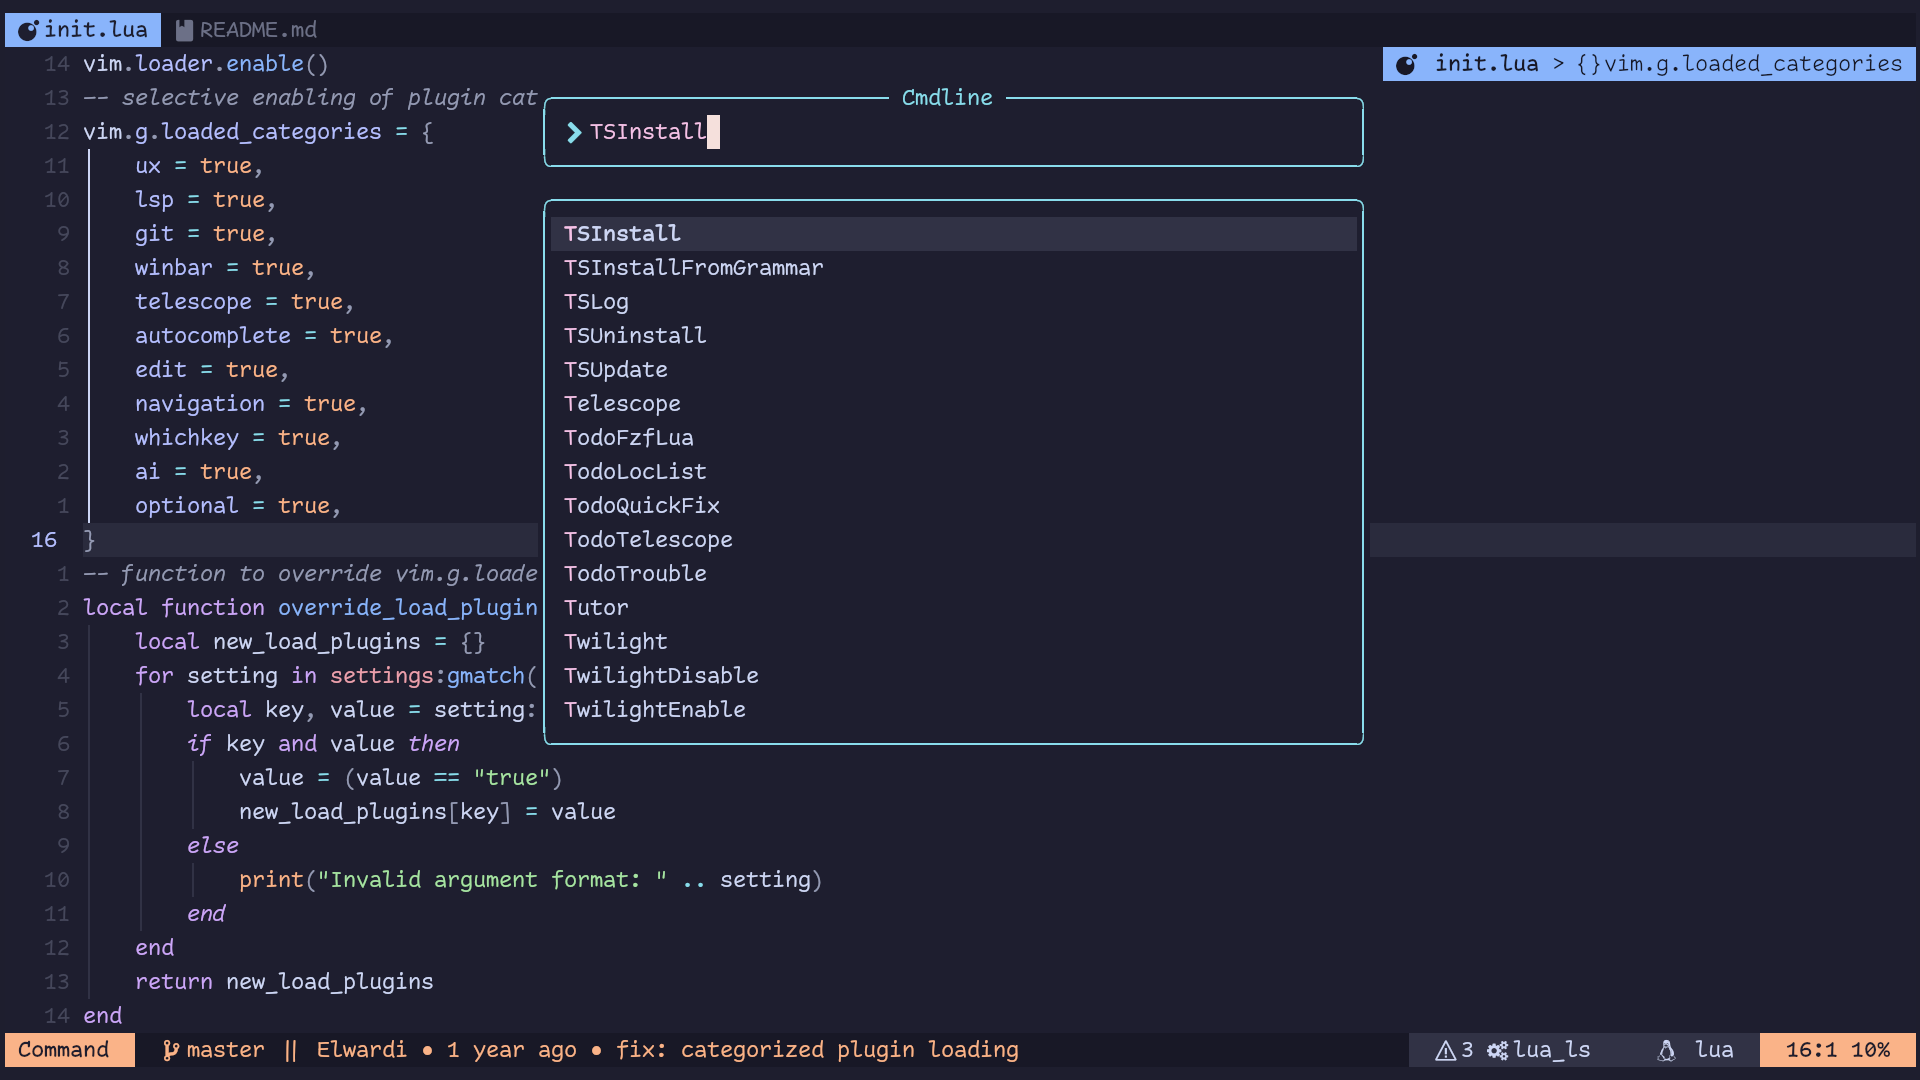 init.lua README.md
14 vim.loader.enable()
init.lua > {}vim.g.loaded_categories
13 -- selective enabling of plugin cat
Cmdline
12 vim.g.loaded_categories = {
TSInstall
11 ux = true,
10 lsp = true,
9 git = true,
8 winbar = true,
7 telescope = true,
6 autocomplete = true,
5 edit = true,
4 navigation = true,
3 whichkey = true,
2 ai = true,
1 optional = true,
16 }
1 -- function to override vim.g.loade
2 local function override_load_plugin
3 local new_load_plugins = {}
4 for setting in settings:gmatch(
5 local key, value = setting:
6 if key and value then
7 value = (value == "true")
8 new_load_plugins[key] = value
9 else
10 print("Invalid argument format: " .. setting)
11 end
12 end
13 return new_load_plugins
14 end
TSInstall
TSInstallFromGrammar
TSLog
TSUninstall
TSUpdate
Telescope
TodoFzfLua
TodoLocList
TodoQuickFix
TodoTelescope
TodoTrouble
Tutor
Twilight
TwilightDisable
TwilightEnable
Command master || Elwardi • 1 year ago • fix: categorized plugin loading 3 lua_ls lua 16:1 10%